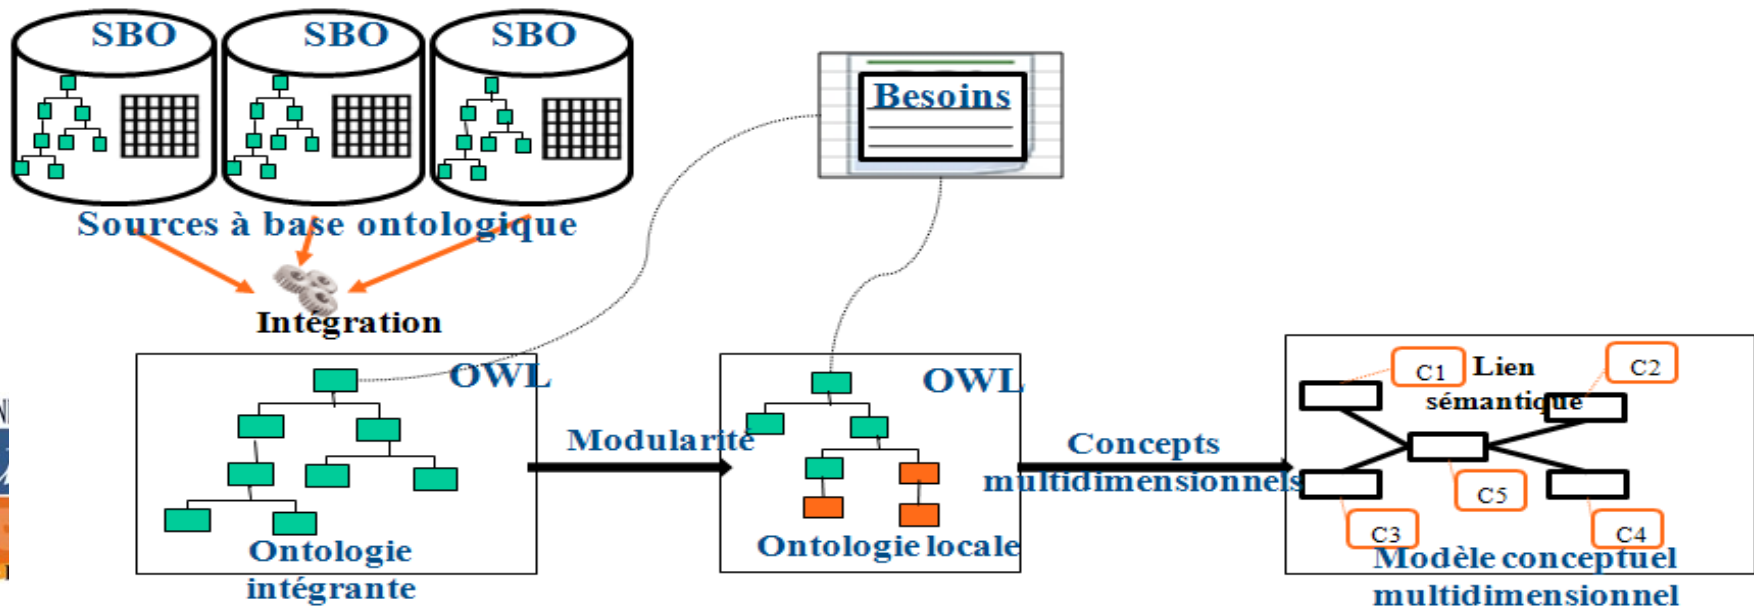 SBO
SBO
SBO
Sources à base ontologique
Intégration
Besoins
OWL
Ontologie
intégrante
Modularité
OWL
Ontologie locale
Concepts
multidimensionnels
C1
Lien
sémantique
C2
C5
C3
C4
Modèle conceptuel
multidimensionnel